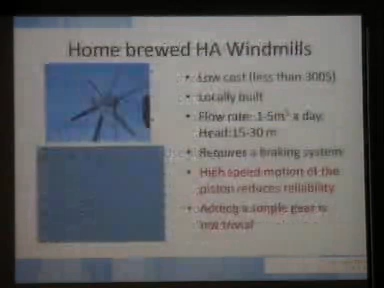 Home brewed HA Windmills
• Low cost (less than 300$)
• Locally built
• Flow rate: 1-5m³ a day
Head:15-30 m
• Requires a braking system
• High speed motion of the
piston reduces reliability
• Adding a simple gear is
not trivial